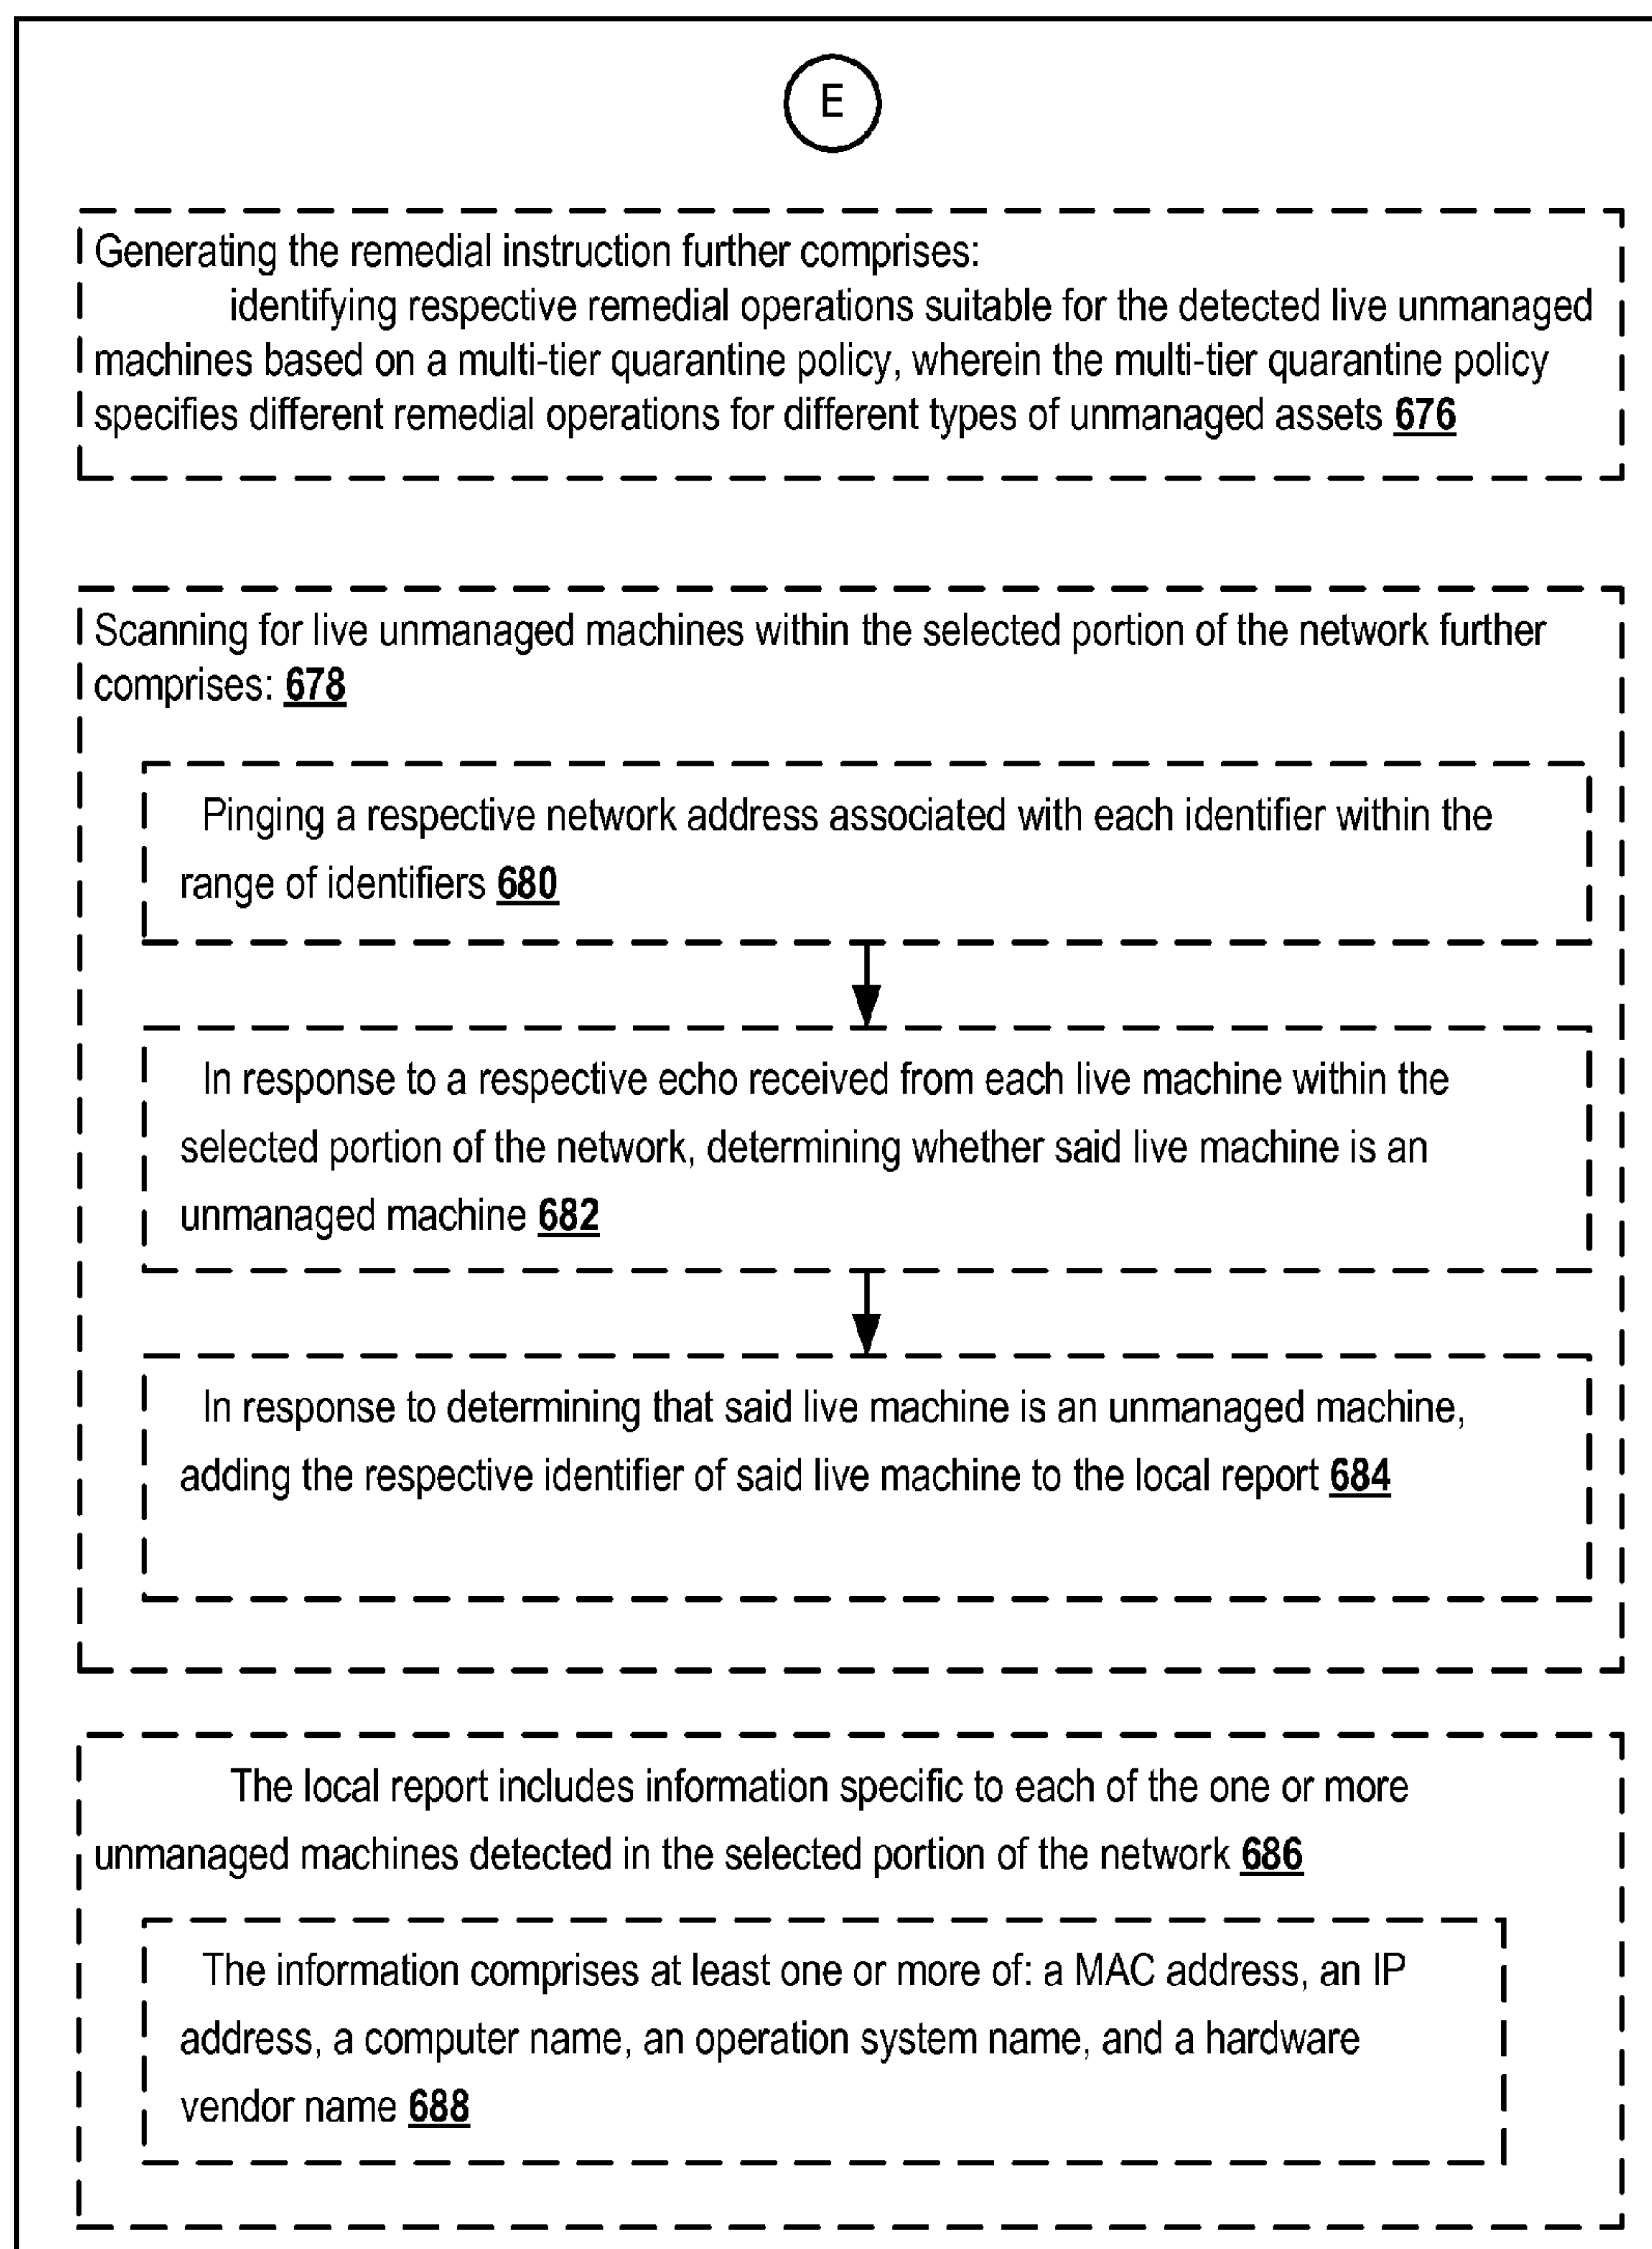 E
Generating the remedial instruction further comprises:
identifying respective remedial operations suitable for the detected live unmanaged
machines based on a multi-tier quarantine policy, wherein the multi-tier quarantine policy
specifies different remedial operations for different types of unmanaged assets 676
Scanning for live unmanaged machines within the selected portion of the network further
comprises: 678
Pinging a respective network address associated with each identifier within the
range of identifiers 680
In response to a respective echo received from each live machine within the
selected portion of the network, determining whether said live machine is an
unmanaged machine 682
In response to determining that said live machine is an unmanaged machine,
adding the respective identifier of said live machine to the local report 684
The local report includes information specific to each of the one or more
unmanaged machines detected in the selected portion of the network 686
The information comprises at least one or more of: a MAC address, an IP
address, a computer name, an operation system name, and a hardware
vendor name 688